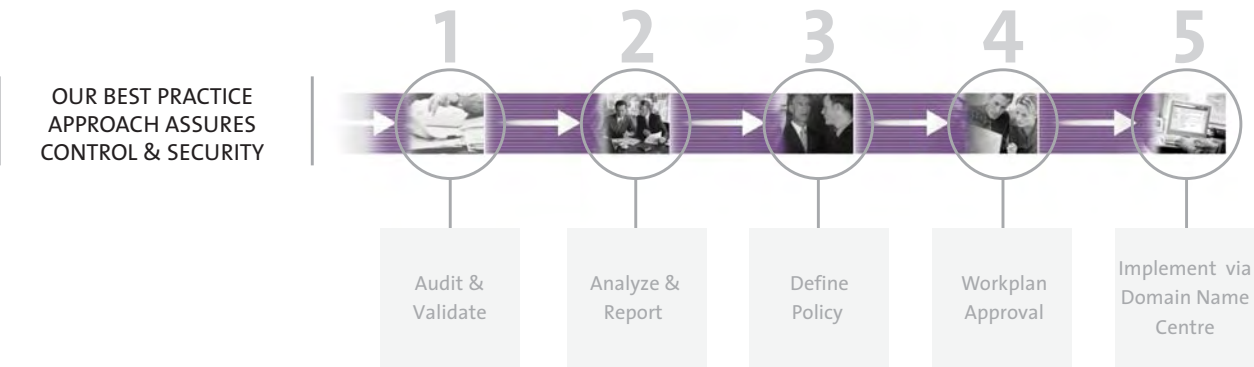 OUR BEST PRACTICE
APPROACH ASSURES
CONTROL & SECURITY
1
2
3
4
5
Audit &
Validate
Analyze &
Report
Define
Policy
Workplan
Approval
Implement via
Domain Name
Centre